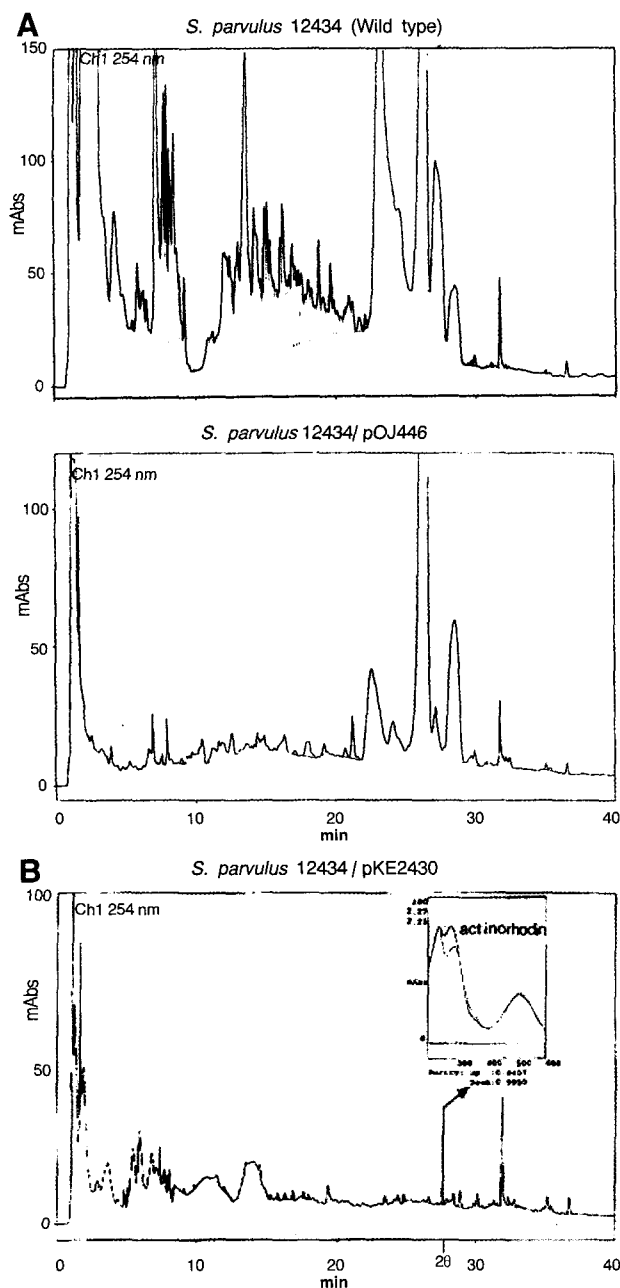 A
S. parvulus 12434 (Wild type)
Ch1 254 nm
150
100
50
0
mAbs
S. parvulus 12434/ pOJ446
Ch1 254 nm
100
50
0
mAbs
0 10 20 30 40
min
B
S. parvulus 12434 / pKE2430
Ch1 254 nm
100
50
0
mAbs
actinorhodin
0 10 20 28 30 40
min